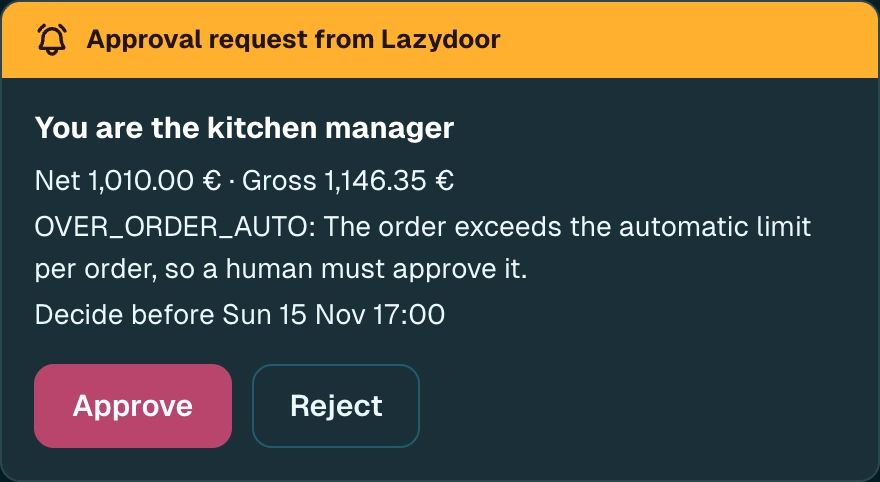 Approval request from Lazydoor
You are the kitchen manager
Net 1,010.00 € · Gross 1,146.35 €
OVER_ORDER_AUTO: The order exceeds the automatic limit
per order, so a human must approve it.
Decide before Sun 15 Nov 17:00
Approve
Reject